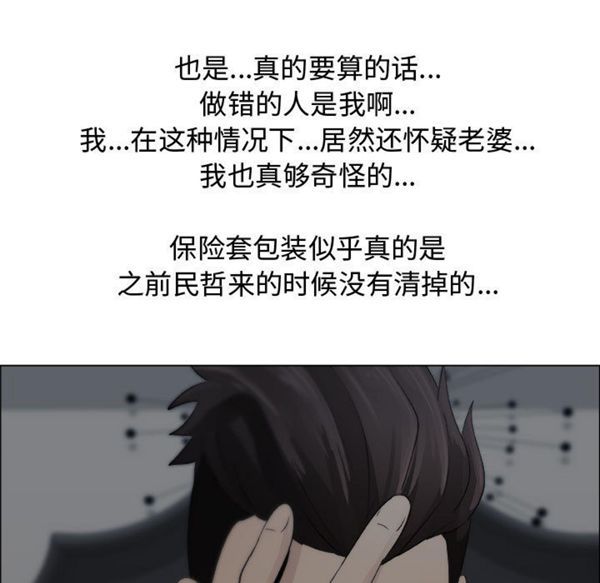 也是...真的要算的话...
做错的人是我啊...
我...在这种情况下...居然还怀疑老婆...
我也真够奇怪的...
保险套包装似乎真的是
之前民哲来的时候没有清掉的...